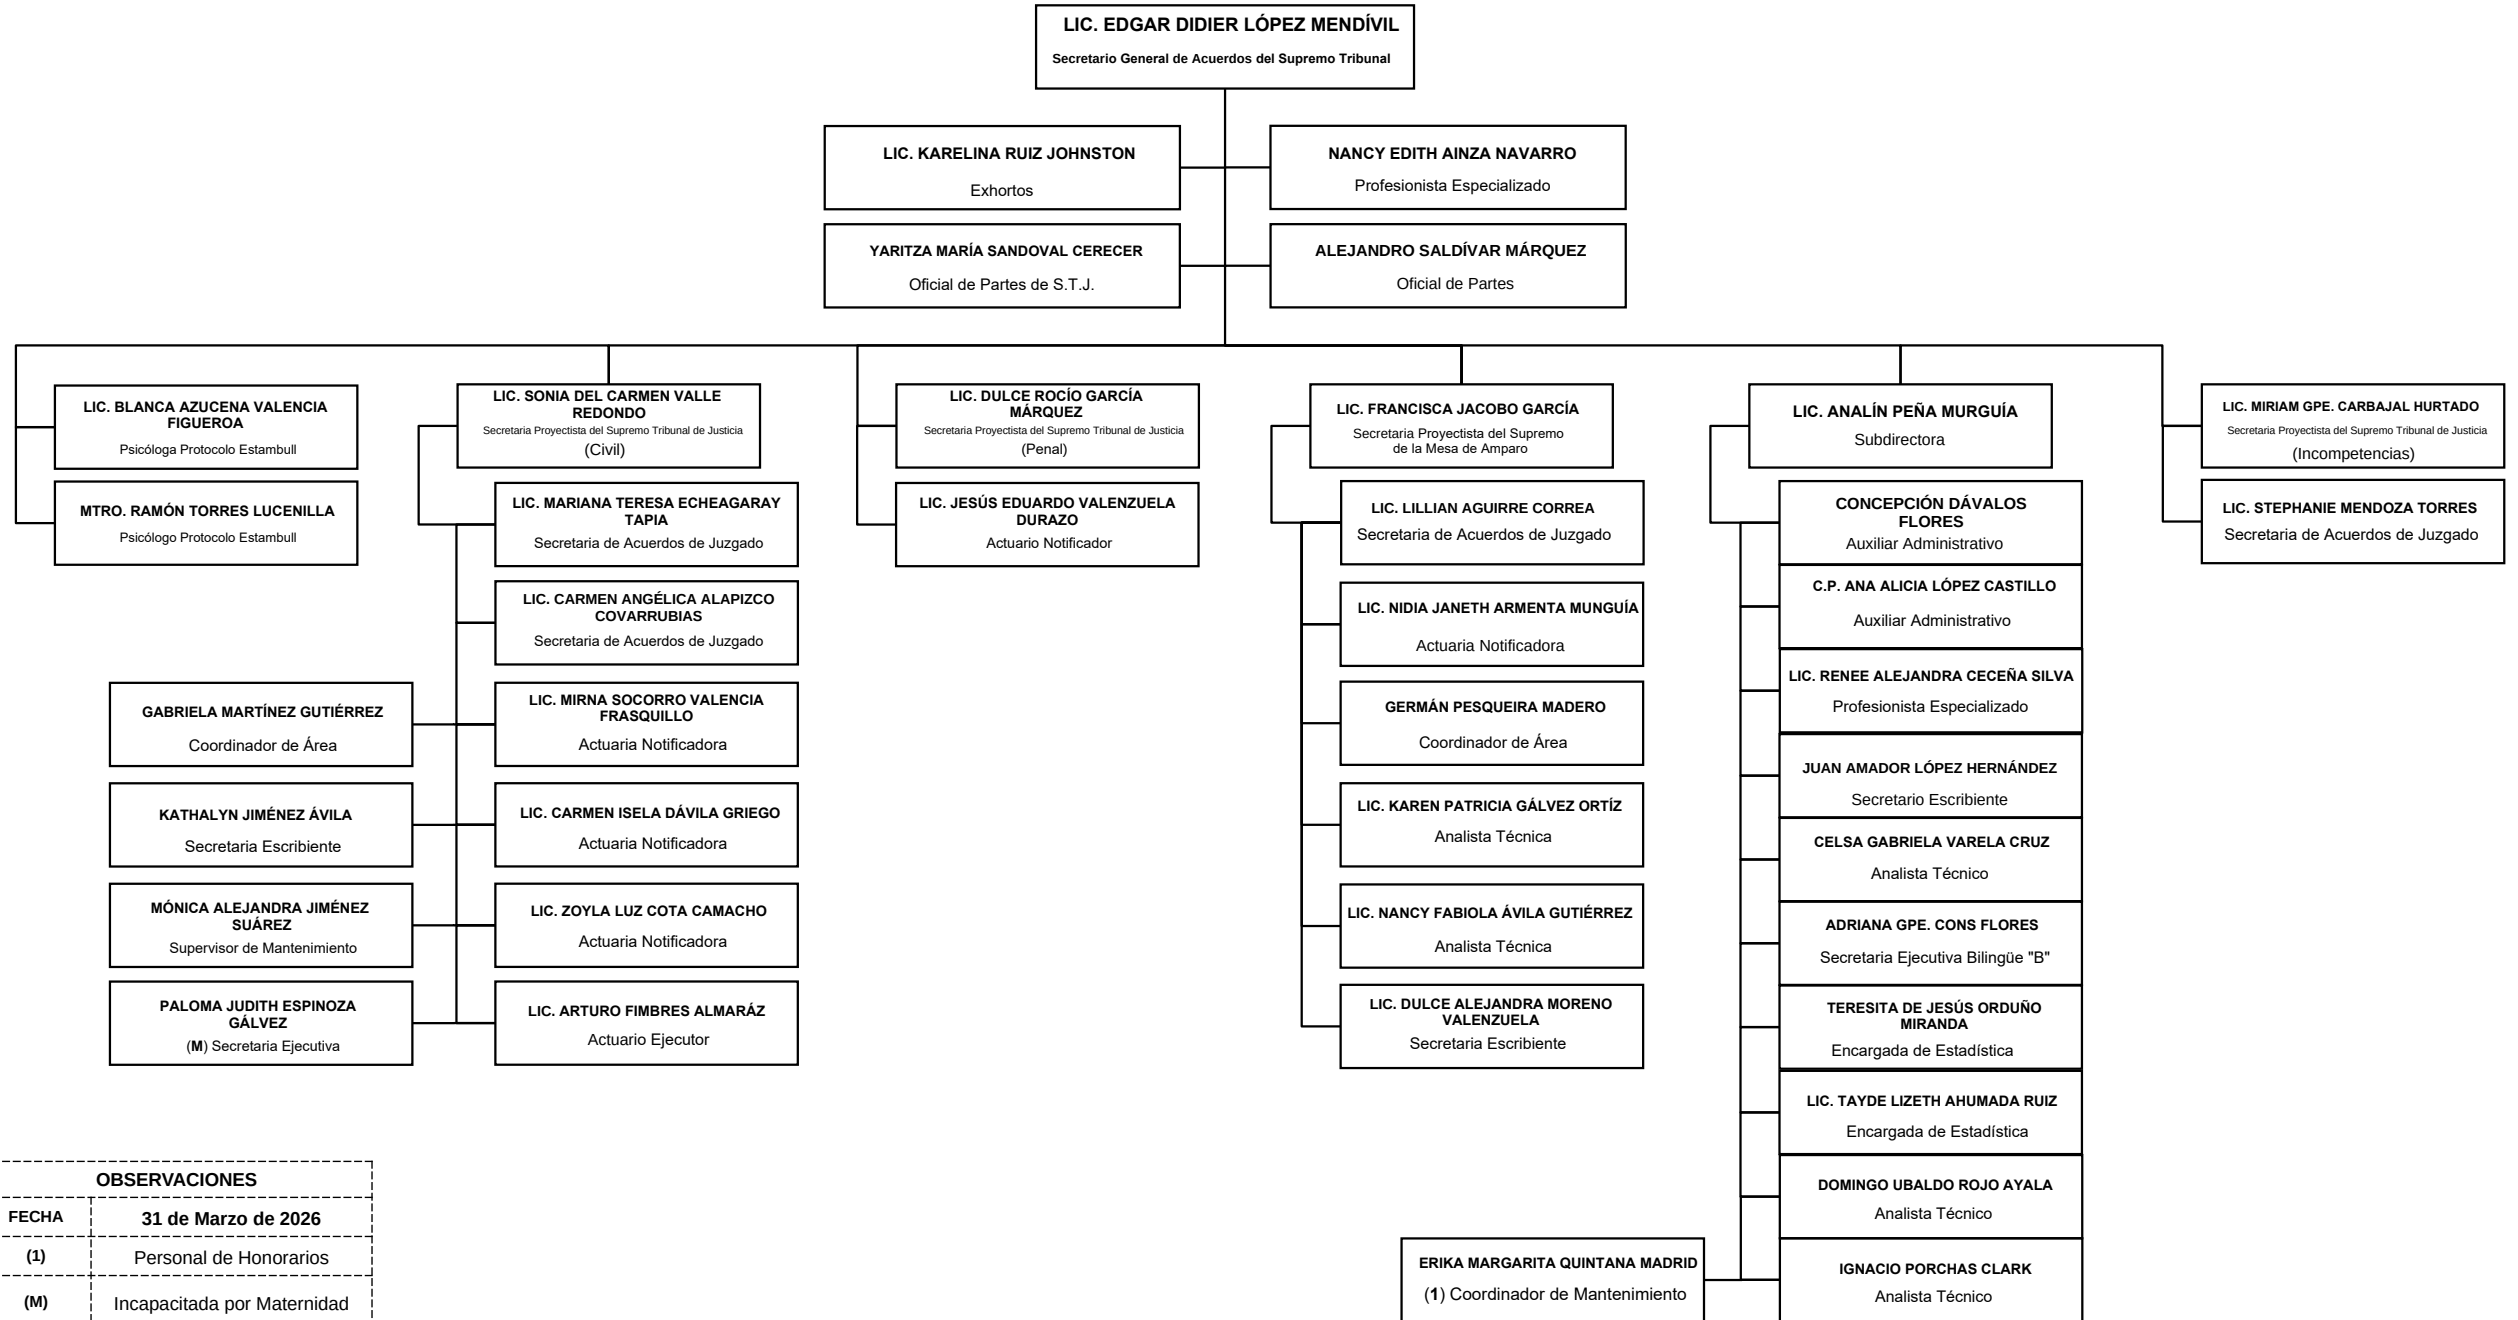 LIC. EDGAR DIDIER LÓPEZ MENDÍVIL
Secretario General de Acuerdos del Supremo Tribunal
LIC. KARELINA RUIZ JOHNSTON
Exhortos
NANCY EDITH AINZA NAVARRO
Profesionista Especializado
YARITZA MARÍA SANDOVAL CERECER
Oficial de Partes de S.T.J.
ALEJANDRO SALDÍVAR MÁRQUEZ
Oficial de Partes
LIC. BLANCA AZUCENA VALENCIA
FIGUEROA
Psicóloga Protocolo Estambull
MTRO. RAMÓN TORRES LUCENILLA
Psicólogo Protocolo Estambull
LIC. SONIA DEL CARMEN VALLE
REDONDO
Secretaria Proyectista del Supremo Tribunal de Justicia
(Civil)
LIC. MARIANA TERESA ECHEAGARAY
TAPIA
Secretaria de Acuerdos de Juzgado
LIC. CARMEN ANGÉLICA ALAPIZCO
COVARRUBIAS
Secretaria de Acuerdos de Juzgado
GABRIELA MARTÍNEZ GUTIÉRREZ
Coordinador de Área
LIC. MIRNA SOCORRO VALENCIA
FRASQUILLO
Actuaria Notificadora
KATHALYN JIMÉNEZ ÁVILA
Secretaria Escribiente
LIC. CARMEN ISELA DÁVILA GRIEGO
Actuaria Notificadora
MÓNICA ALEJANDRA JIMÉNEZ
SUÁREZ
Supervisor de Mantenimiento
LIC. ZOYLA LUZ COTA CAMACHO
Actuaria Notificadora
PALOMA JUDITH ESPINOZA
GÁLVEZ
(M) Secretaria Ejecutiva
LIC. ARTURO FIMBRES ALMARÁZ
Actuario Ejecutor
LIC. DULCE ROCÍO GARCÍA
MÁRQUEZ
Secretaria Proyectista del Supremo Tribunal de Justicia
(Penal)
LIC. JESÚS EDUARDO VALENZUELA
DURAZO
Actuario Notificador
LIC. FRANCISCA JACOBO GARCÍA
Secretaria Proyectista del Supremo
de la Mesa de Amparo
LIC. LILLIAN AGUIRRE CORREA
Secretaria de Acuerdos de Juzgado
LIC. NIDIA JANETH ARMENTA MUNGUÍA
Actuaria Notificadora
GERMÁN PESQUEIRA MADERO
Coordinador de Área
LIC. KAREN PATRICIA GÁLVEZ ORTÍZ
Analista Técnica
LIC. NANCY FABIOLA ÁVILA GUTIÉRREZ
Analista Técnica
LIC. DULCE ALEJANDRA MORENO
VALENZUELA
Secretaria Escribiente
LIC. ANALÍN PEÑA MURGUÍA
Subdirectora
CONCEPCIÓN DÁVALOS
FLORES
Auxiliar Administrativo
C.P. ANA ALICIA LÓPEZ CASTILLO
Auxiliar Administrativo
LIC. RENEE ALEJANDRA CECEÑA SILVA
Profesionista Especializado
JUAN AMADOR LÓPEZ HERNÁNDEZ
Secretario Escribiente
CELSA GABRIELA VARELA CRUZ
Analista Técnico
ADRIANA GPE. CONS FLORES
Secretaria Ejecutiva Bilingüe "B"
TERESITA DE JESÚS ORDUÑO
MIRANDA
Encargada de Estadística
LIC. TAYDE LIZETH AHUMADA RUIZ
Encargada de Estadística
DOMINGO UBALDO ROJO AYALA
Analista Técnico
ERIKA MARGARITA QUINTANA MADRID
(1) Coordinador de Mantenimiento
IGNACIO PORCHAS CLARK
Analista Técnico
LIC. MIRIAM GPE. CARBAJAL HURTADO
Secretaria Proyectista del Supremo Tribunal de Justicia
(Incompetencias)
LIC. STEPHANIE MENDOZA TORRES
Secretaria de Acuerdos de Juzgado
OBSERVACIONES
FECHA 31 de Marzo de 2026
(1) Personal de Honorarios
(M) Incapacitada por Maternidad